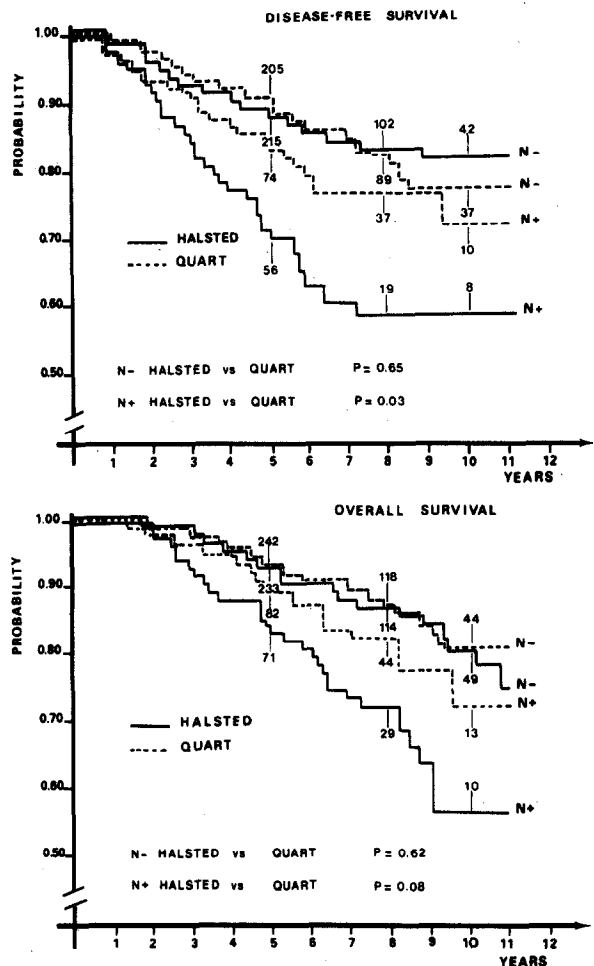 DISEASE-FREE SURVIVAL
1.00
205
0.90
102
42
N-
215
74
89
N-
0.80
37
37
N+
10
PROBABILITY
HALSTED
0.70
QUART
56
19
8
0.60
N+
N- HALSTED vs QUART P= 0.65
0.50
N+ HALSTED vs QUART P= 0.03
1 2 3 4 5 6 7 8 9 10 11 12
YEARS
OVERALL SURVIVAL
1.00
242
0.90
233
118
82
114
44
N-
71
44
49
N-
0.80
N+
13
PROBABILITY
HALSTED
0.70
QUART
29
10
N+
0.60
N- HALSTED vs QUART P = 0.62
0.50
N+ HALSTED vs QUART P = 0.08
1 2 3 4 5 6 7 8 9 10 11 12
YEARS